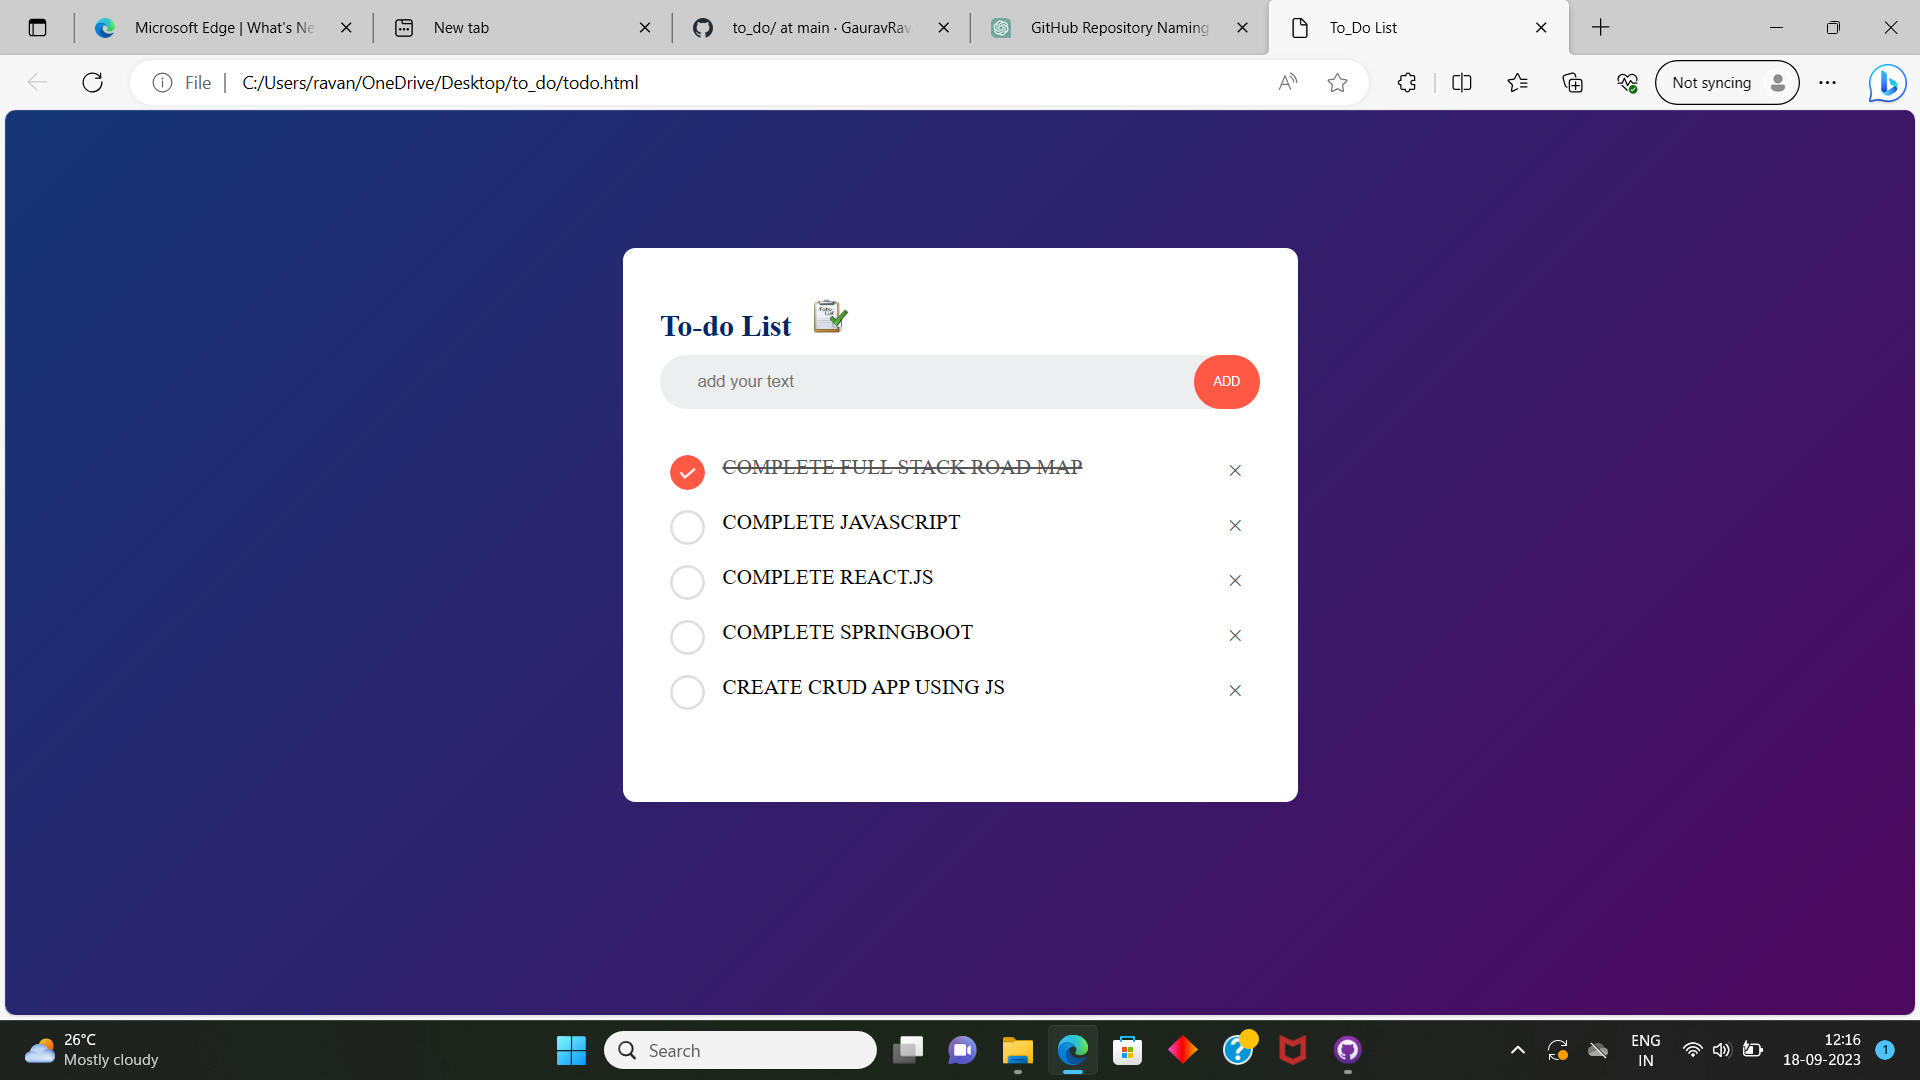 Microsoft Edge | What's Ne
New tab
to_do/ at main · GauravRav
GitHub Repository Naming
To_Do List
File
C:/Users/ravan/OneDrive/Desktop/to_do/todo.html
Not syncing
To-do List
add your text
ADD
COMPLETE FULL STACK ROAD MAP
COMPLETE JAVASCRIPT
COMPLETE REACT.JS
COMPLETE SPRINGBOOT
CREATE CRUD APP USING JS
26°C
Mostly cloudy
Search
ENG
IN
12:16
18-09-2023
1